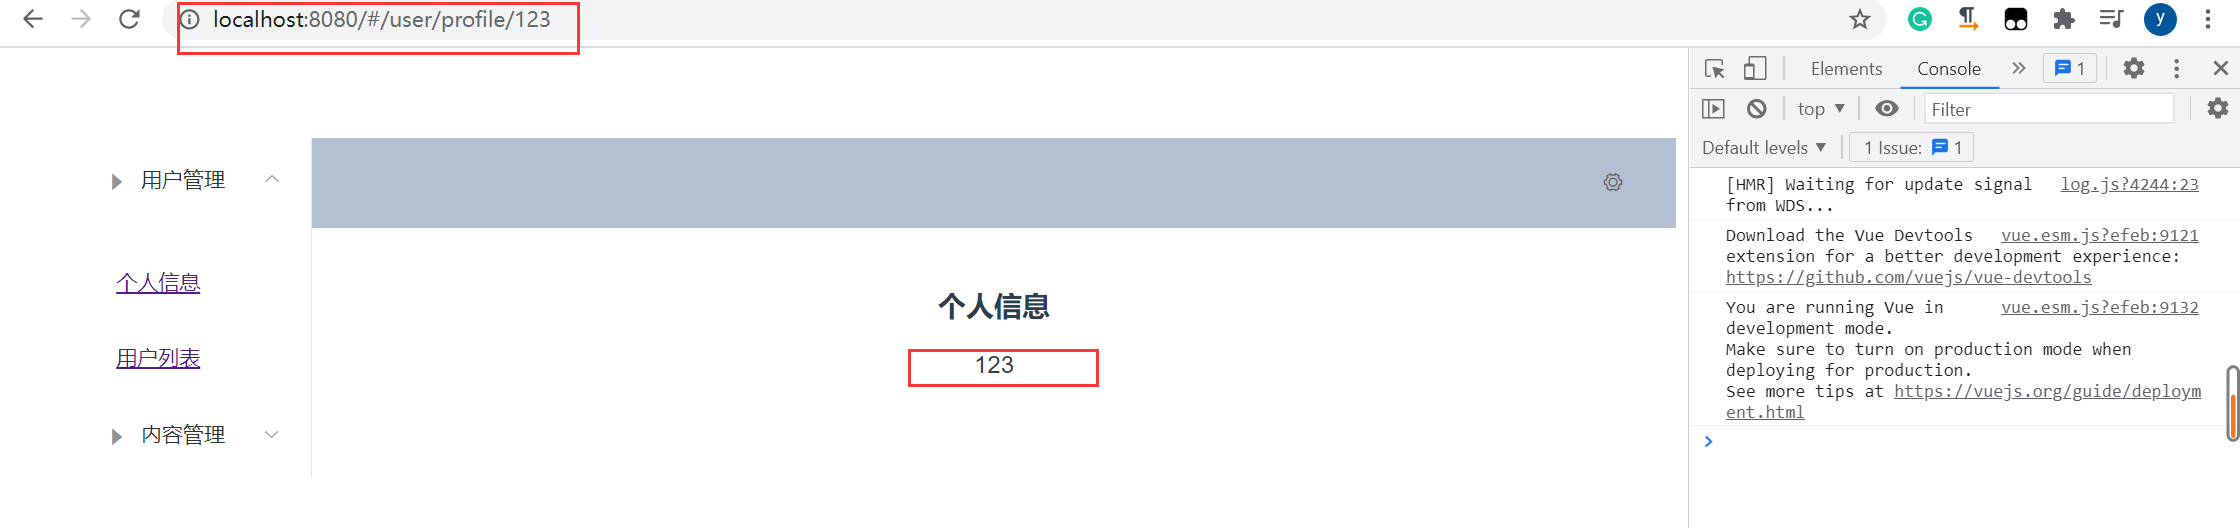 localhost:8080/#/user/profile/123
y
用户管理
个人信息
用户列表
内容管理
个人信息
123
Elements
Console
1
top
Filter
Default levels
1 Issue:
1
[HMR] Waiting for update signal
log.js?4244:23
from WDS...
Download the Vue Devtools
vue.esm.js?efeb:9121
extension for a better development experience:
https://github.com/vuejs/vue-devtools
You are running Vue in
vue.esm.js?efeb:9132
development mode.
Make sure to turn on production mode when
deploying for production.
See more tips at https://vuejs.org/guide/deploym
ent.html